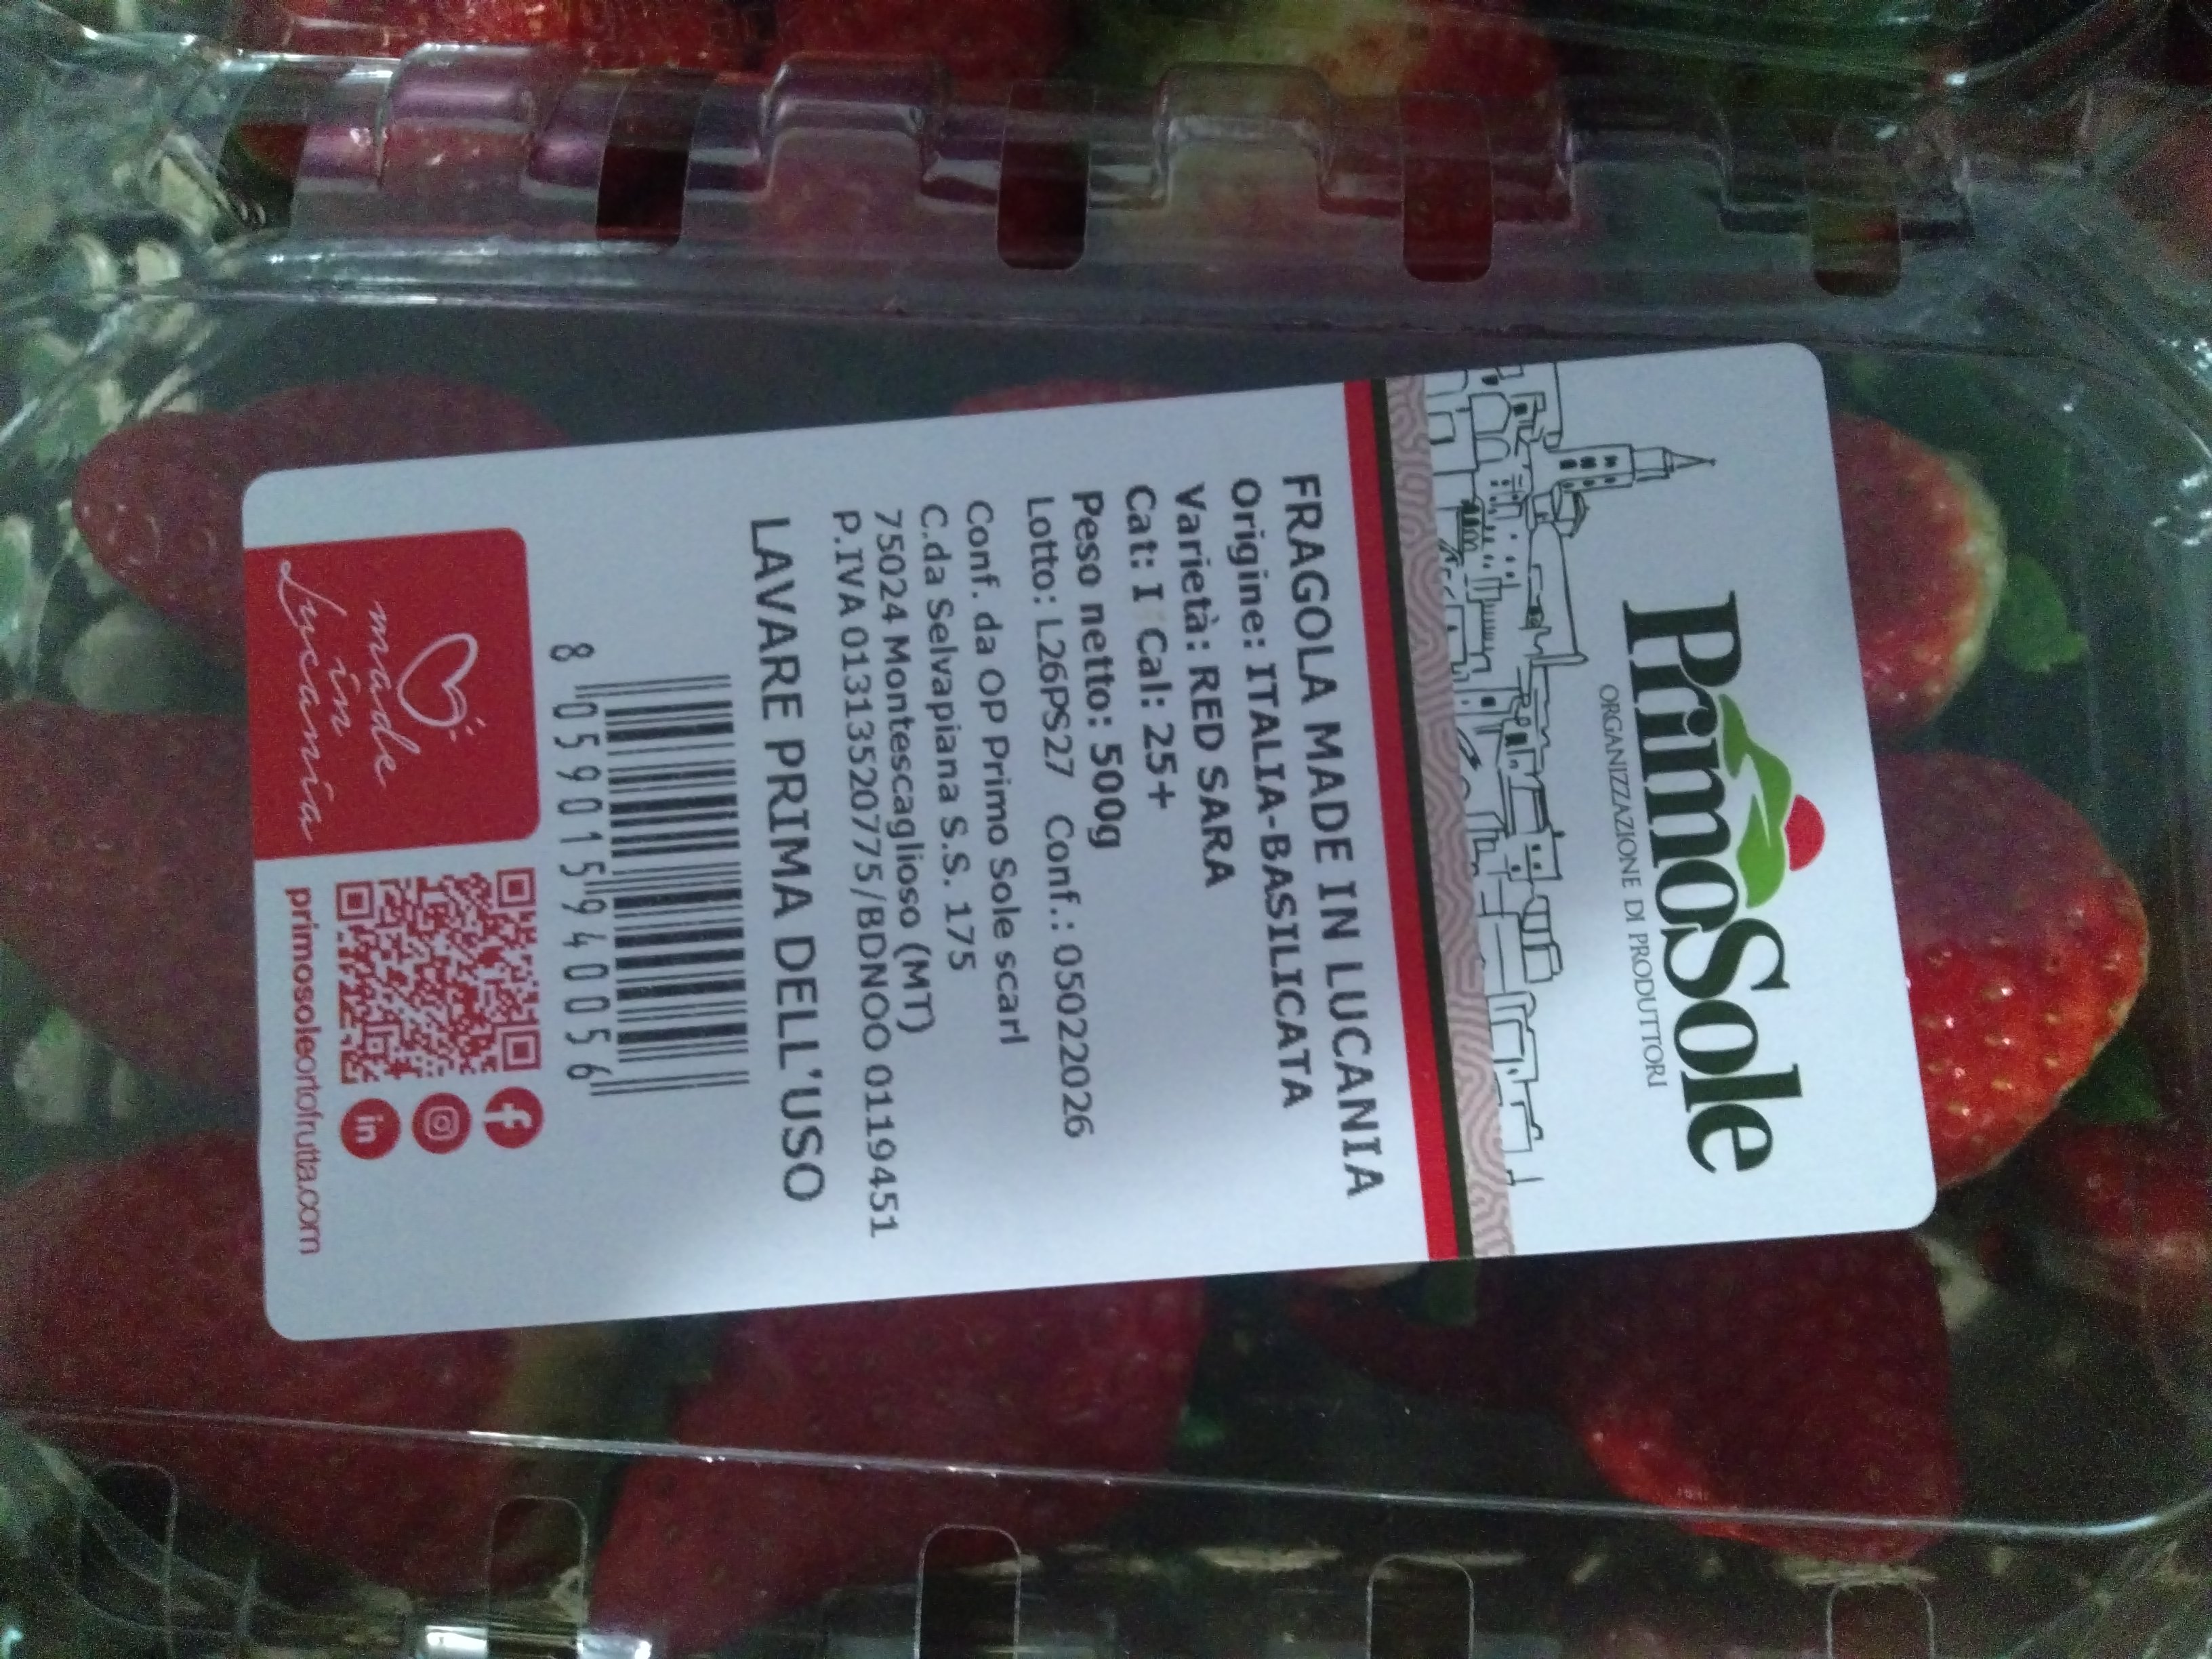 PrimoSole
ORGANIZZAZIONE DI PRODUTTORI
FRAGOLA MADE IN LUCANIA
Origine: ITALIA-BASILICATA
Varietà: RED SARA
Cat: I Cal: 25+
Peso netto: 500g
Lotto: L26PS27 Conf.: 05022026
Conf. da OP Primo Sole scarl
C.da Selvapiana S.S. 175
75024 Montescaglioso (MT)
P.IVA 01313520775/BDNOO 0119451
LAVARE PRIMA DELL'USO
8 059015940056
made
in
Lucania
f
in
primosoleortofrutta.com